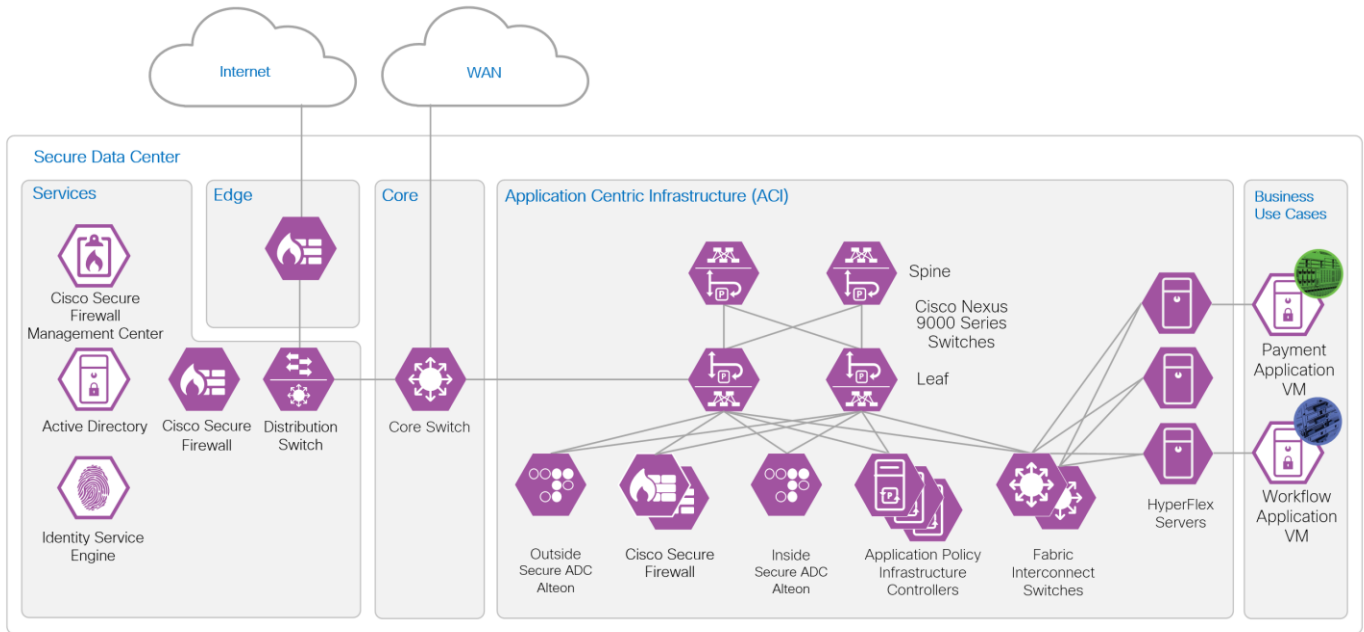 Internet
WAN
Secure Data Center
Services
Edge
Core
Application Centric Infrastructure (ACI)
Business
Use Cases
Cisco Secure
Firewall
Management Center
Active Directory
Identity Service
Engine
Cisco Secure
Firewall
Distribution
Switch
Core Switch
Spine
Cisco Nexus
9000 Series
Switches
Leaf
P
P
P
P
P
Outside
Secure ADC
Alteon
Cisco Secure
Firewall
Inside
Secure ADC
Alteon
Application Policy
Infrastructure
Controllers
Fabric
Interconnect
Switches
HyperFlex
Servers
Payment
Application
VM
Workflow
Application
VM